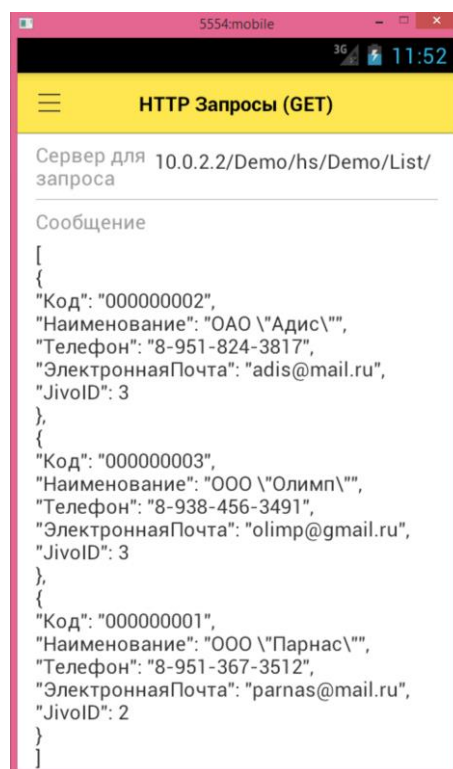 5554:mobile
3G 11:52
HTTP Запросы (GET)
Сервер для запроса 10.0.2.2/Demo/hs/Demo/List/
Сообщение
[
{
"Код": "000000002",
"Наименование": "ОАО \"Адис\"",
"Телефон": "8-951-824-3817",
"ЭлектроннаяПочта": "adis@mail.ru",
"JivoID": 3
},
{
"Код": "000000003",
"Наименование": "ООО \"Олимп\"",
"Телефон": "8-938-456-3491",
"ЭлектроннаяПочта": "olimp@gmail.ru",
"JivoID": 3
},
{
"Код": "000000001",
"Наименование": "ООО \"Парнас\"",
"Телефон": "8-951-367-3512",
"ЭлектроннаяПочта": "parnas@mail.ru",
"JivoID": 2
}
]